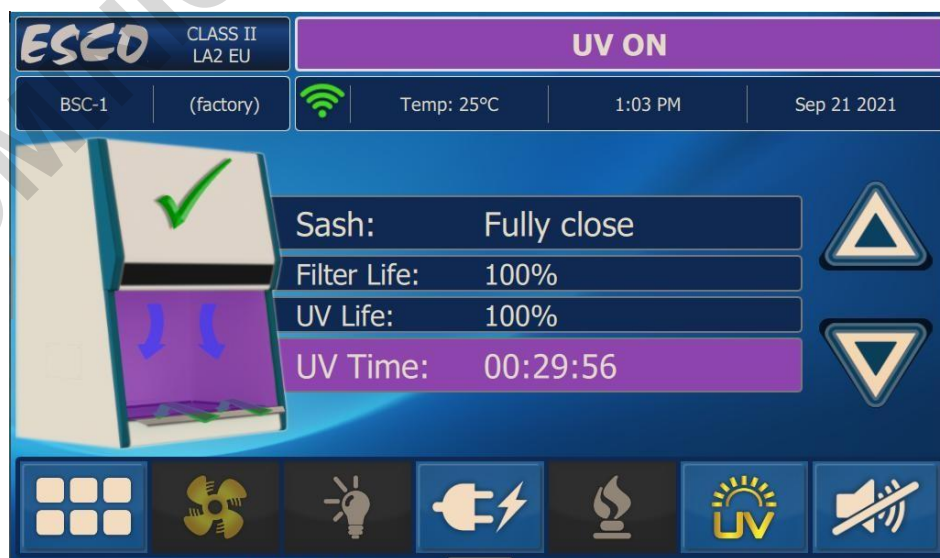 ESCO
CLASS II
LA2 EU
UV ON
BSC-1 (factory) Temp: 25°C 1:03 PM Sep 21 2021
Sash: Fully close
Filter Life: 100%
UV Life: 100%
UV Time: 00:29:56
UV